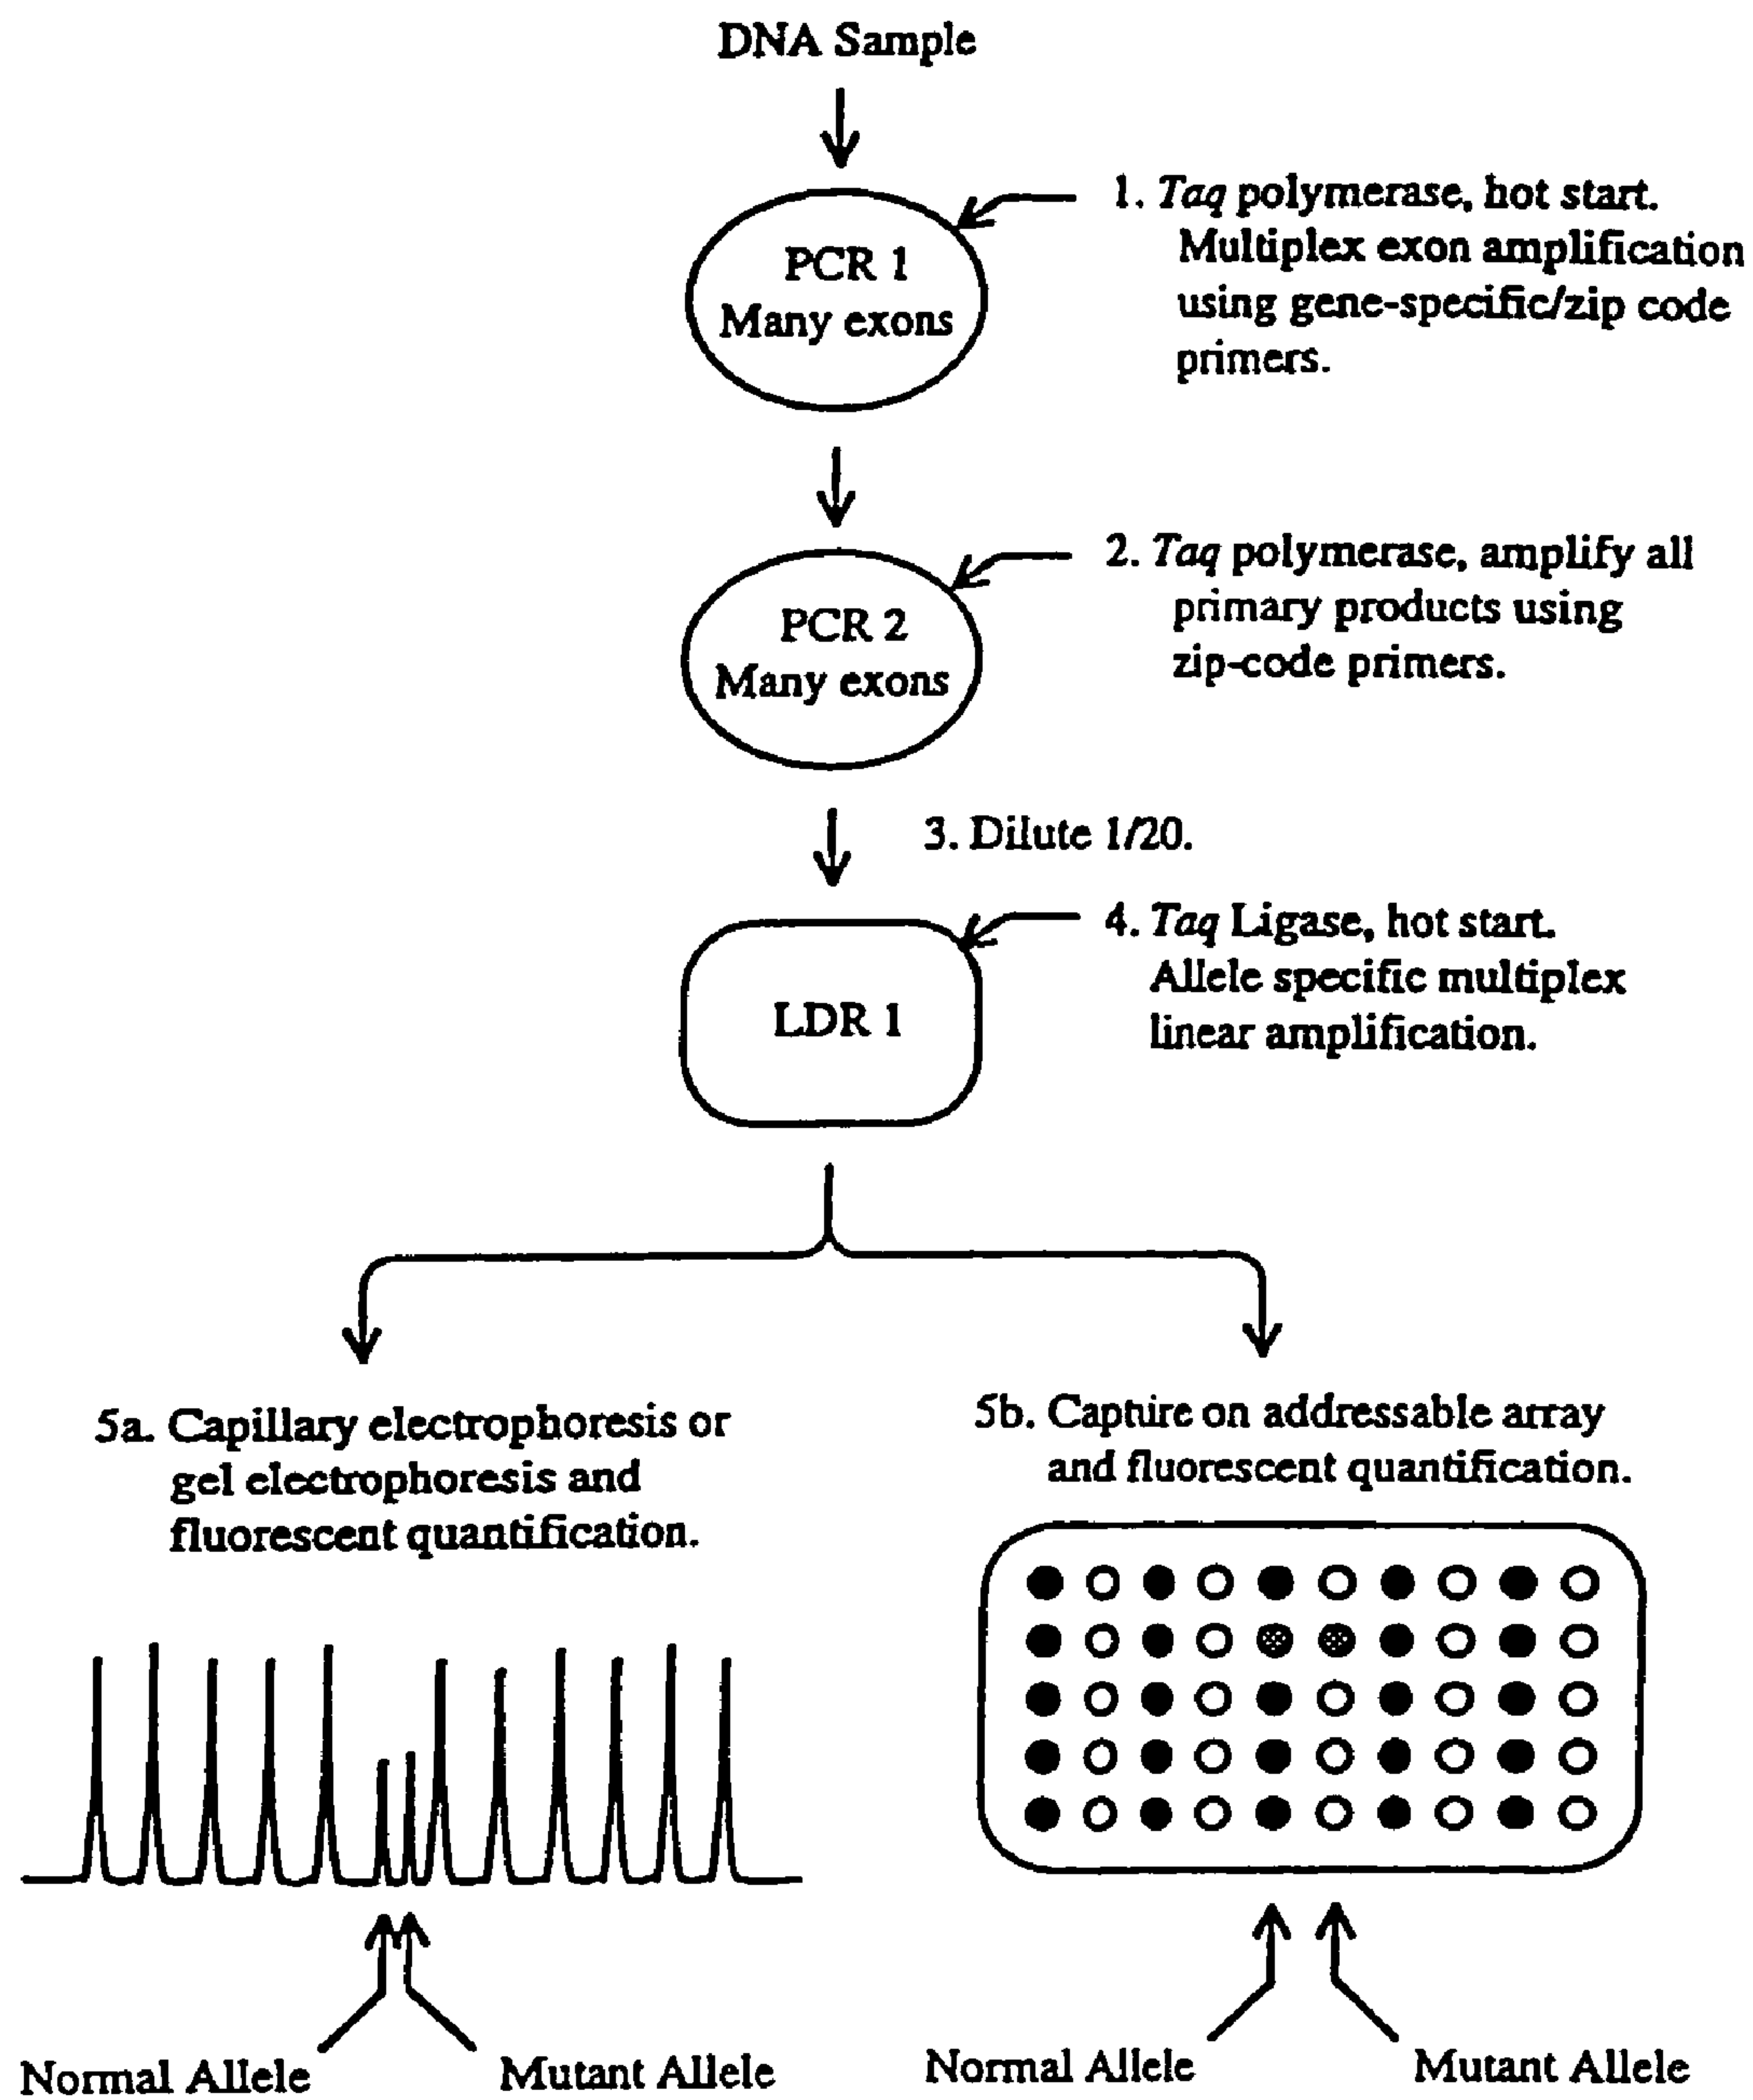 DNA Sample
PCR 1
Many exons
1. Taq polymerase, hot start.
Multiplex exon amplification
using gene-specific/zip code
primers.
PCR 2
Many exons
2. Taq polymerase, amplify all
primary products using
zip-code primers.
3. Dilute 1/20.
LDR 1
4. Taq Ligase, hot start.
Allele specific multiplex
linear amplification.
5a. Capillary electrophoresis or
gel electrophoresis and
fluorescent quantification.
5b. Capture on addressable array
and fluorescent quantification.
Normal Allele
Mutant Allele
Normal Allele
Mutant Allele